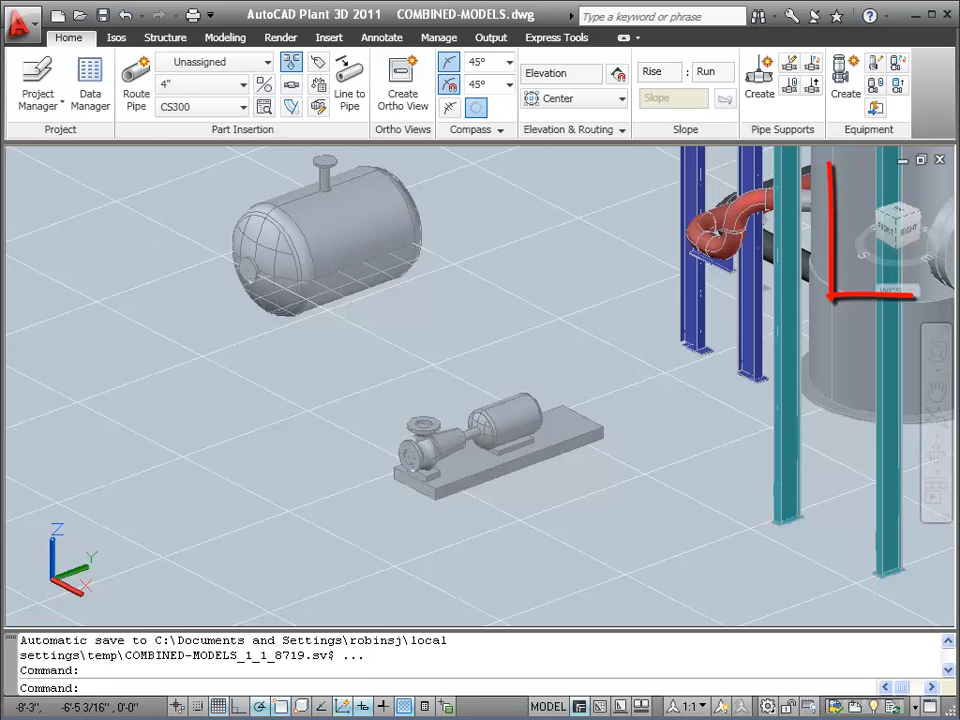 AutoCAD Plant 3D 2011 COMBINED-MODELS.dwg
Type a keyword or phrase
Home Isos Structure Modeling Render Insert Annotate Manage Output Express Tools
Unassigned
4"
CS300
Project Manager
Data Manager
Route Pipe
Line to Pipe
Create Ortho View
45°
45°
Elevation
Center
Rise : Run
Slope
Create
Create
Project Part Insertion Ortho Views Compass Elevation & Routing Slope Pipe Supports Equipment
FRONT RIGHT
S
WCS
Z
Y
X
Automatic save to C:\Documents and Settings\robinsj\local
settings\temp\COMBINED-MODELS_1_1_8719.sv$ ...
Command:
Command:
-8'-3", -6'-5 3/16", 0'-0" MODEL 1:1